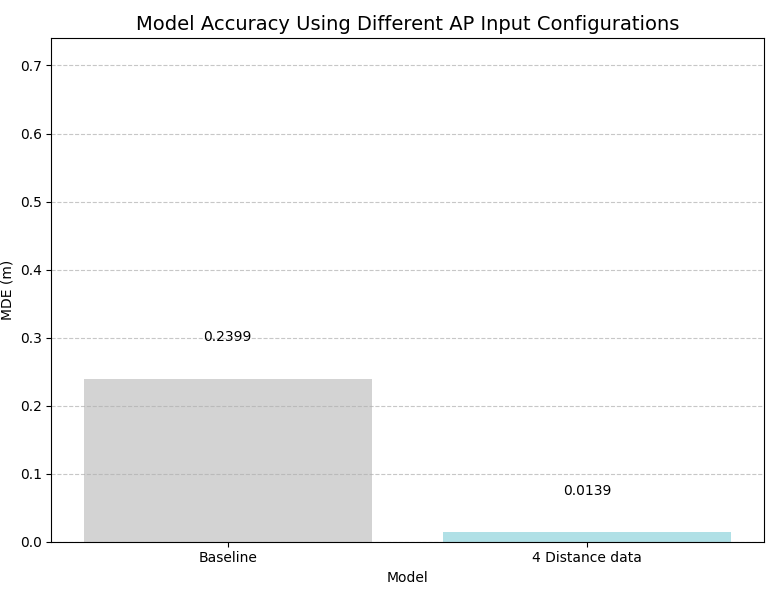 Model Accuracy Using Different AP Input Configurations
MDE (m)
0.7
0.6
0.5
0.4
0.3
0.2
0.1
0.0
0.2399
0.0139
Baseline
4 Distance data
Model